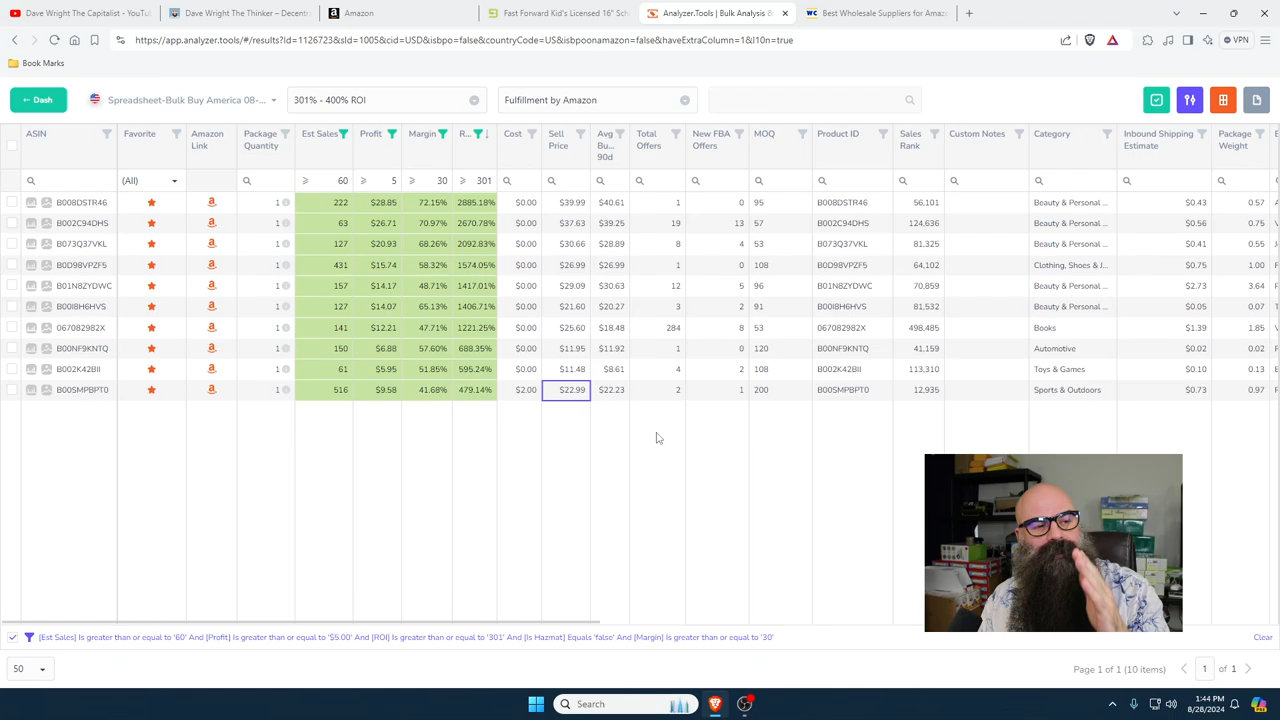 Dave Wright the Capitalist - YouTu
Dave Wright The Thinker – Decentr
Amazon
Fast Forward Kid's Licensed 16" Sch
Analyzer.Tools | Bulk Analysis &
Best Wholesale Suppliers for Amaz
https://app.analyzer.tools/#/results?Id=1126723&sId=1005&cid=USD&isbpo=false&countryCode=US&isbpoonamazon=false&haveExtraColumn=1&l10n=true
VPN
Book Marks
← Dash
Spreadsheet-Bulk Buy America 08-...
301% - 400% ROI
Fulfillment by Amazon
ASIN Favorite Amazon Link Package Quantity Est Sales Profit Margin R... Cost Sell Price Avg Bu... 90d Total Offers New FBA Offers MOQ Product ID Sales Rank Custom Notes Category Inbound Shipping Estimate Package Weight
(All) ≥ 60 ≥ 5 ≥ 30 ≥ 301
B008DSTR46 1 222 $28.85 72.15% 2885.18% $0.00 $39.99 $40.61 1 0 95 B008DSTR46 56,101 Beauty & Personal ... $0.43 0.57
B002C94DHS 1 63 $26.71 70.97% 2670.78% $0.00 $37.63 $39.25 19 13 57 B002C94DHS 124,636 Beauty & Personal ... $0.56 0.75
B073Q37VKL 1 127 $20.93 68.26% 2092.83% $0.00 $30.66 $28.89 8 4 53 B073Q37VKL 81,325 Beauty & Personal ... $0.41 0.55
B0D98VPZF5 1 431 $15.74 58.32% 1574.05% $0.00 $26.99 $26.99 1 0 108 B0D98VPZF5 64,102 Clothing, Shoes & J... $0.75 1.00
B01N8ZYDWC 1 157 $14.17 48.71% 1417.01% $0.00 $29.09 $30.63 12 5 96 B01N8ZYDWC 70,859 Beauty & Personal ... $2.73 3.64
B00I8H6HVS 1 127 $14.07 65.13% 1406.71% $0.00 $21.60 $20.27 3 2 91 B00I8H6HVS 81,532 Beauty & Personal ... $0.05 0.07
067082982X 1 141 $12.21 47.71% 1221.25% $0.00 $25.60 $18.48 284 8 53 067082982X 498,485 Books $1.39 1.85
B00NF9KNTQ 1 150 $6.88 57.60% 688.35% $0.00 $11.95 $11.92 1 0 120 B00NF9KNTQ 41,159 Automotive $0.02 0.02
B002K42BII 1 61 $5.95 51.85% 595.24% $0.00 $11.48 $8.61 4 2 108 B002K42BII 113,310 Toys & Games $0.10 0.13
B00SMPBPT0 1 516 $9.58 41.68% 479.14% $2.00 $22.99 $22.23 2 1 200 B00SMPBPT0 12,935 Sports & Outdoors $0.73 0.97
[Est Sales] Is greater than or equal to '60' And [Profit] Is greater than or equal to '$5.00' And [ROI] Is greater than or equal to '301' And [Is Hazmat] Equals 'false' And [Margin] Is greater than or equal to '30'
Clear
50
Page 1 of 1 (10 items) 1 of 1
Search
1:44 PM
8/28/2024